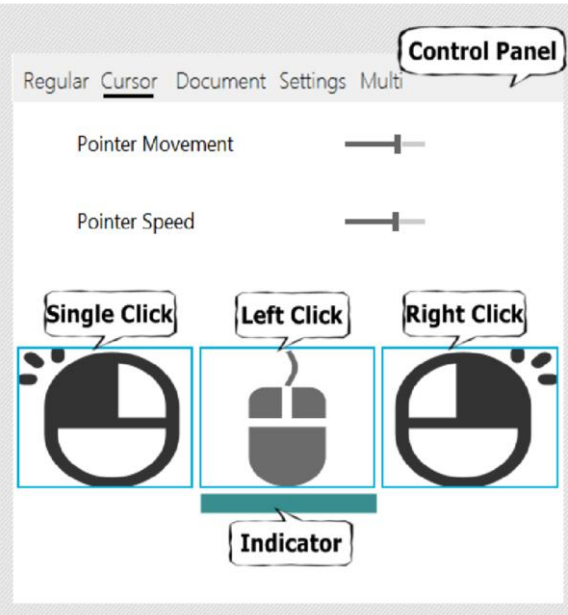 Control Panel
Regular Cursor Document Settings Multi
Pointer Movement
Pointer Speed
Single Click Left Click Right Click
Indicator